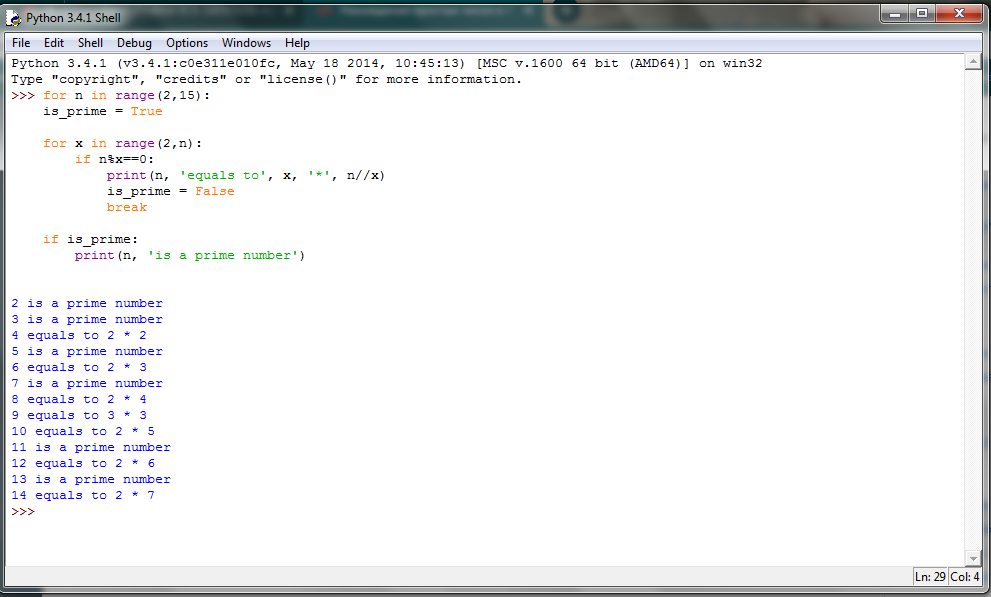 Python 3.4.1 Shell
File Edit Shell Debug Options Windows Help
Python 3.4.1 (v3.4.1:c0e311e010fc, May 18 2014, 10:45:13) [MSC v.1600 64 bit (AMD64)] on win32
Type "copyright", "credits" or "license()" for more information.
>>> for n in range(2,15):
    is_prime = True

    for x in range(2,n):
        if n%x==0:
            print(n, 'equals to', x, '*', n//x)
            is_prime = False
            break

    if is_prime:
        print(n, 'is a prime number')

2 is a prime number
3 is a prime number
4 equals to 2 * 2
5 is a prime number
6 equals to 2 * 3
7 is a prime number
8 equals to 2 * 4
9 equals to 3 * 3
10 equals to 2 * 5
11 is a prime number
12 equals to 2 * 6
13 is a prime number
14 equals to 2 * 7
>>>
Ln: 29 Col: 4